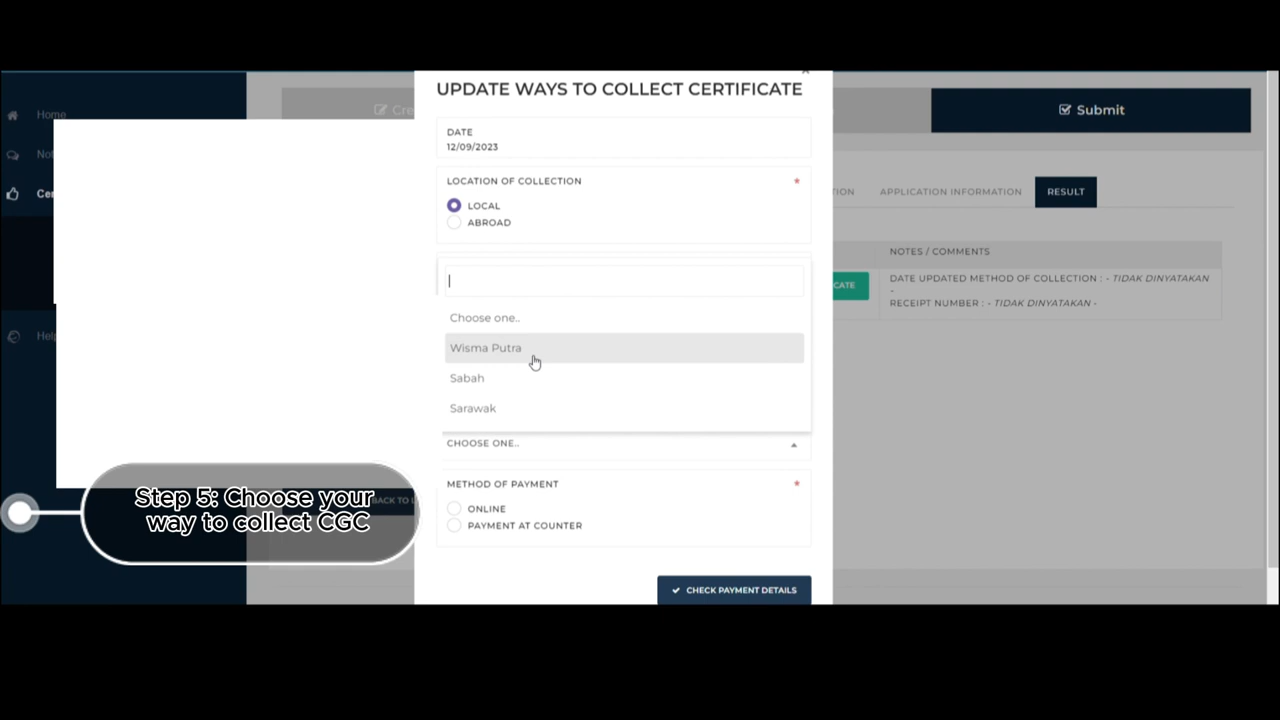 UPDATE WAYS TO COLLECT CERTIFICATE
Home
DATE
12/09/2023
Submit
LOCATION OF COLLECTION *
LOCAL
ABROAD
APPLICATION INFORMATION
RESULT
NOTES / COMMENTS
DATE UPDATED METHOD OF COLLECTION : - TIDAK DINYATAKAN
-
RECEIPT NUMBER : - TIDAK DINYATAKAN -
Choose one..
Wisma Putra
Sabah
Sarawak
CHOOSE ONE..
METHOD OF PAYMENT *
ONLINE
PAYMENT AT COUNTER
CHECK PAYMENT DETAILS
Step 5: Choose your
way to collect CGC
BACK TO